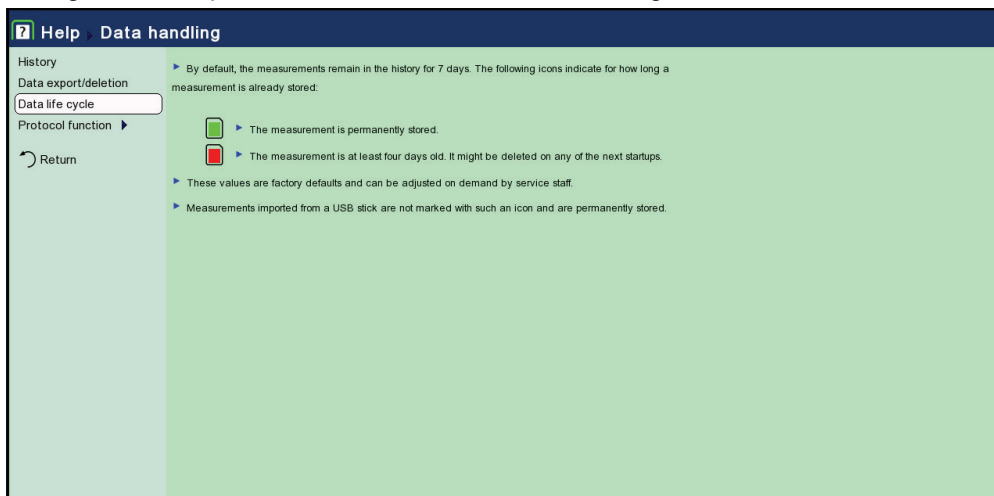 Help Data handling
History
Data export/deletion
Data life cycle
Protocol function
Return
By default, the measurements remain in the history for 7 days. The following icons indicate for how long a
measurement is already stored:
The measurement is permanently stored.
The measurement is at least four days old. It might be deleted on any of the next startups.
These values are factory defaults and can be adjusted on demand by service staff.
Measurements imported from a USB stick are not marked with such an icon and are permanently stored.